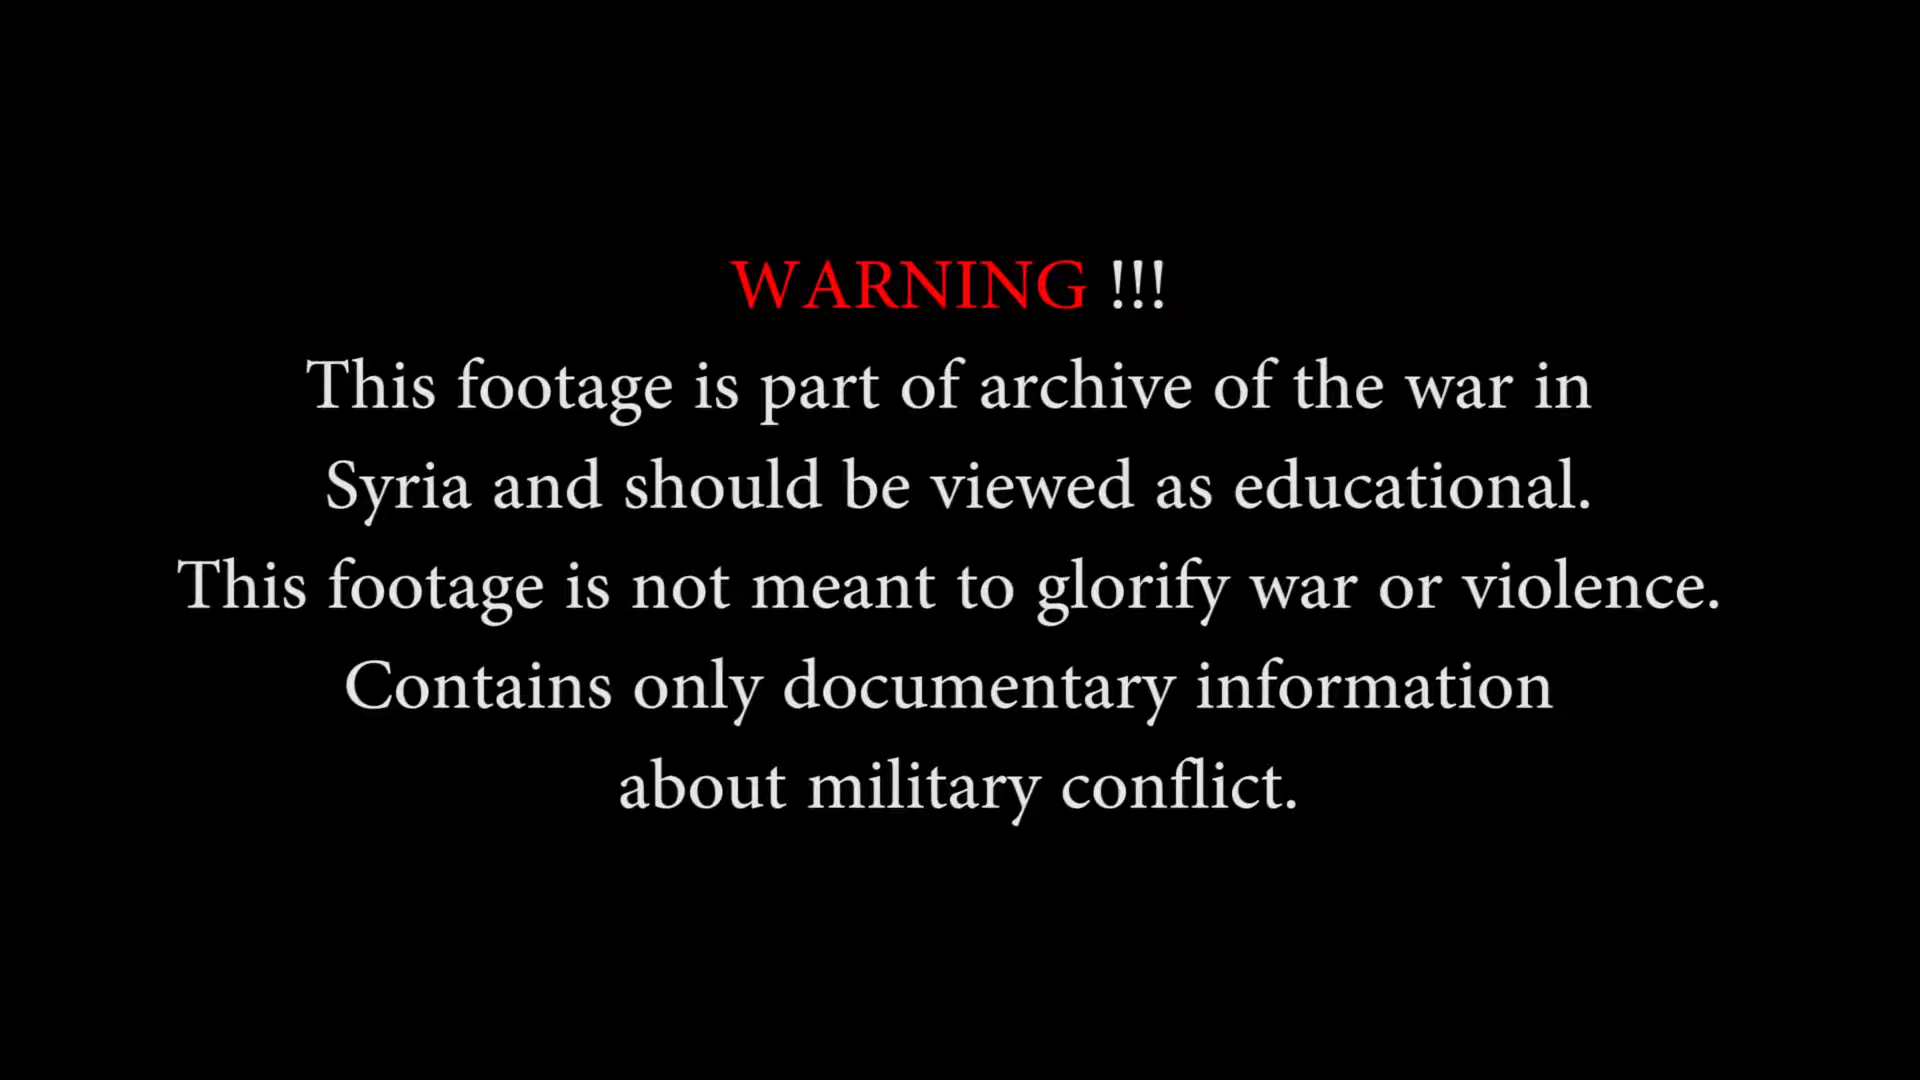 WARNING !!!
This footage is part of archive of the war in
Syria and should be viewed as educational.
This footage is not meant to glorify war or violence.
Contains only documentary information
about military conflict.